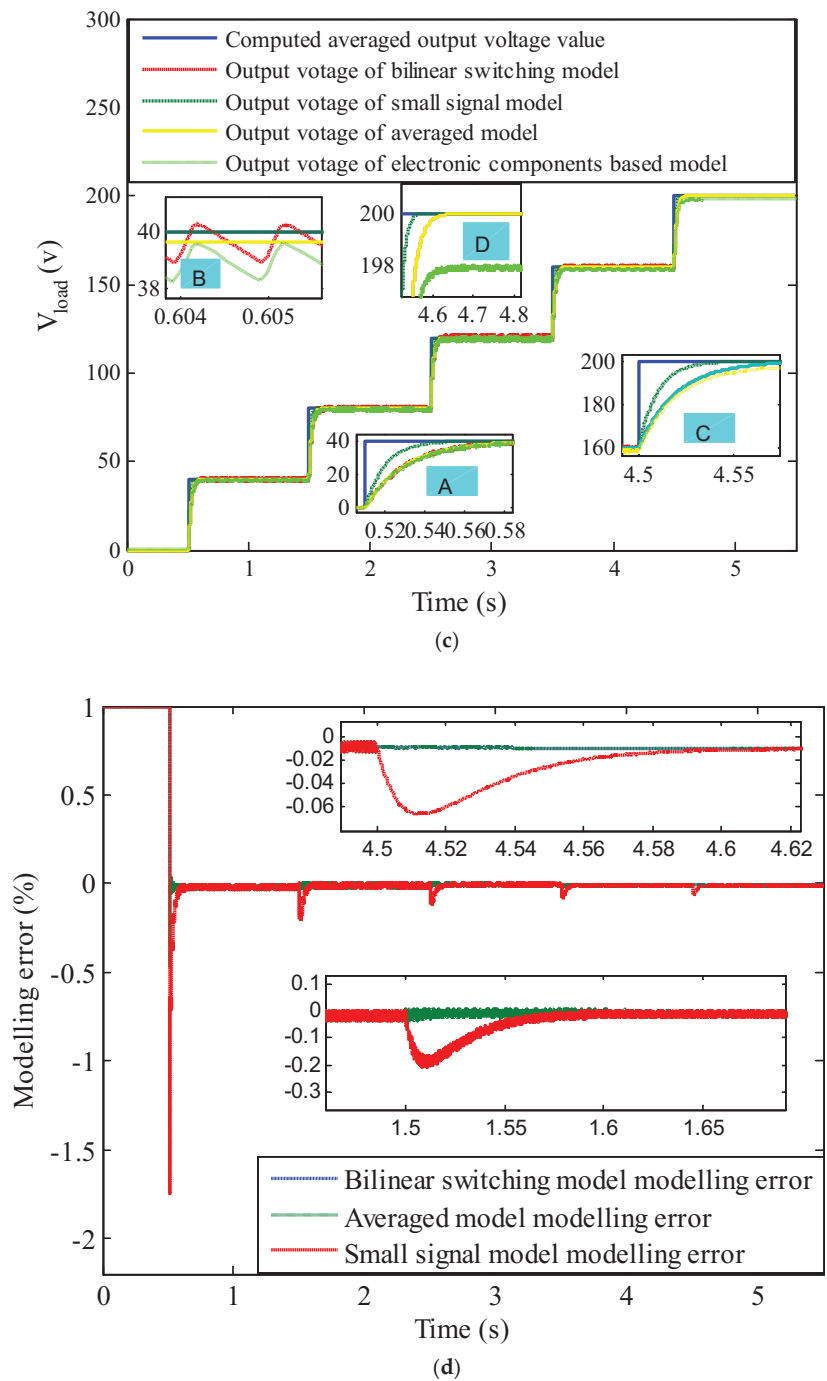 300
250
200
150
100
50
0
V_load (v)
Computed averaged output voltage value
Output votage of bilinear switching model
Output votage of small signal model
Output votage of averaged model
Output votage of electronic components based model
40
38
B
0.604 0.605
200
198
D
4.6 4.7 4.8
200
180
160
C
4.5 4.55
40
20
0
A
0.52 0.54 0.56 0.58
0 1 2 3 4 5
Time (s)
(c)
1
0.5
0
-0.5
-1
-1.5
-2
Modelling error (%)
0
-0.02
-0.06
4.5 4.52 4.54 4.56 4.58 4.6 4.62
0.1
0
-0.1
-0.2
-0.3
1.5 1.55 1.6 1.65
Bilinear switching model modelling error
Averaged model modelling error
Small signal model modelling error
0 1 2 3 4 5
Time (s)
(d)